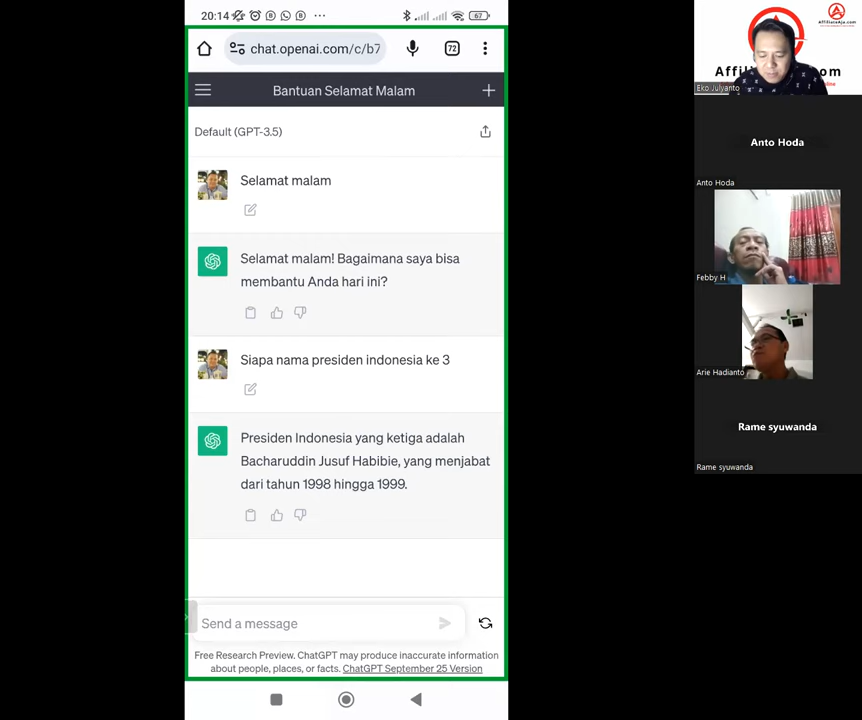 20:14
67
chat.openai.com/c/b7
72
Bantuan Selamat Malam
Default (GPT-3.5)
Selamat malam
Selamat malam! Bagaimana saya bisa
membantu Anda hari ini?
Siapa nama presiden indonesia ke 3
Presiden Indonesia yang ketiga adalah
Bacharuddin Jusuf Habibie, yang menjabat
dari tahun 1998 hingga 1999.
Send a message
Free Research Preview. ChatGPT may produce inaccurate information
about people, places, or facts. ChatGPT September 25 Version
AffiliateAja.com
Eko Julyanto
Anto Hoda
Anto Hoda
Febby H
Arie Hadianto
Rame syuwanda
Rame syuwanda